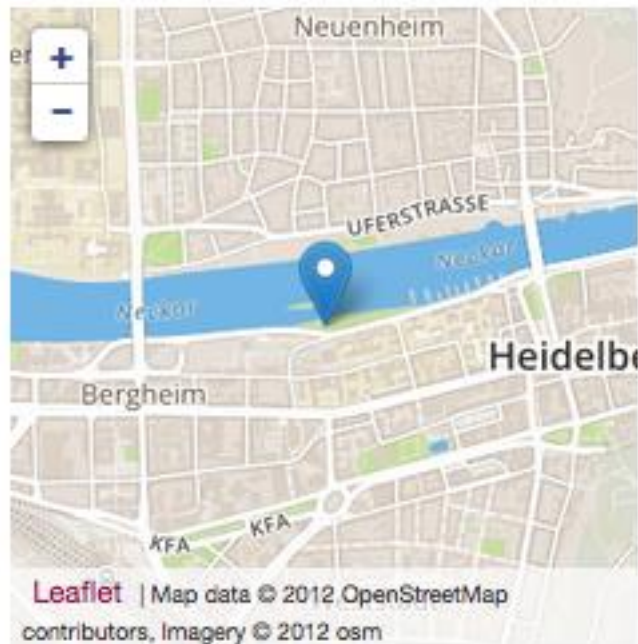 Neuenheim
+
−
UFERSTRASSE
Neckar
Neckar
Heidelbe
Bergheim
KFA
KFA
Leaflet | Map data © 2012 OpenStreetMap
contributors, Imagery © 2012 osm